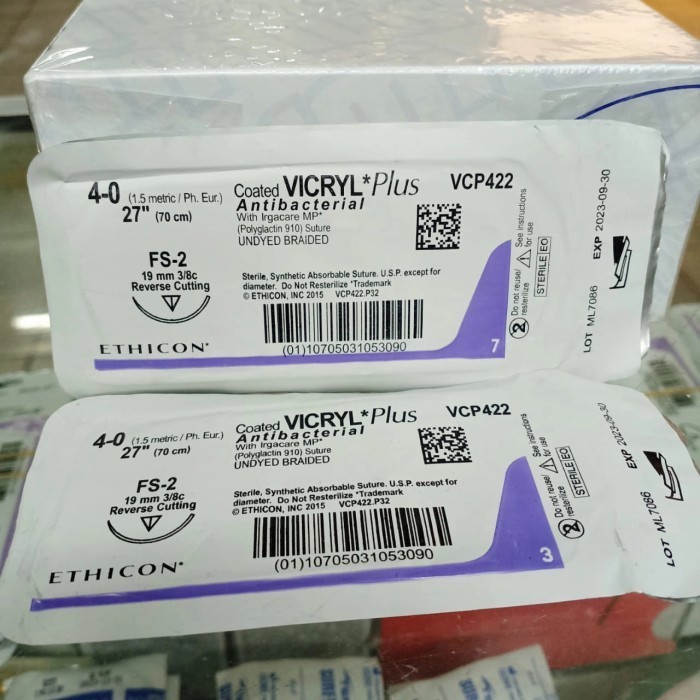 4-0 (1.5 metric / Ph. Eur.)
27" (70 cm)
FS-2
19 mm 3/8c
Reverse Cutting
ETHICON*
Coated VICRYL* Plus VCP422
Antibacterial
With Irgacare MP*
(Polyglactin 910) Suture
UNDYED BRAIDED
Sterile, Synthetic Absorbable Suture. U.S.P. except for
diameter. Do Not Resterilize *Trademark
© ETHICON, INC 2015 VCP422.P32
(01)10705031053090
7
2 Do not reuse/
resterilize
See instructions
for use
STERILE EO
LOT ML7086 EXP 2023-09-30
4-0 (1.5 metric / Ph. Eur.)
27" (70 cm)
FS-2
19 mm 3/8c
Reverse Cutting
ETHICON*
Coated VICRYL* Plus VCP422
Antibacterial
With Irgacare MP*
(Polyglactin 910) Suture
UNDYED BRAIDED
Sterile, Synthetic Absorbable Suture. U.S.P. except for
diameter. Do Not Resterilize *Trademark
© ETHICON, INC 2015 VCP422.P32
(01)10705031053090
3
2 Do not reuse/
resterilize
See instructions
for use
STERILE EO
LOT ML7086 EXP 2023-09-30